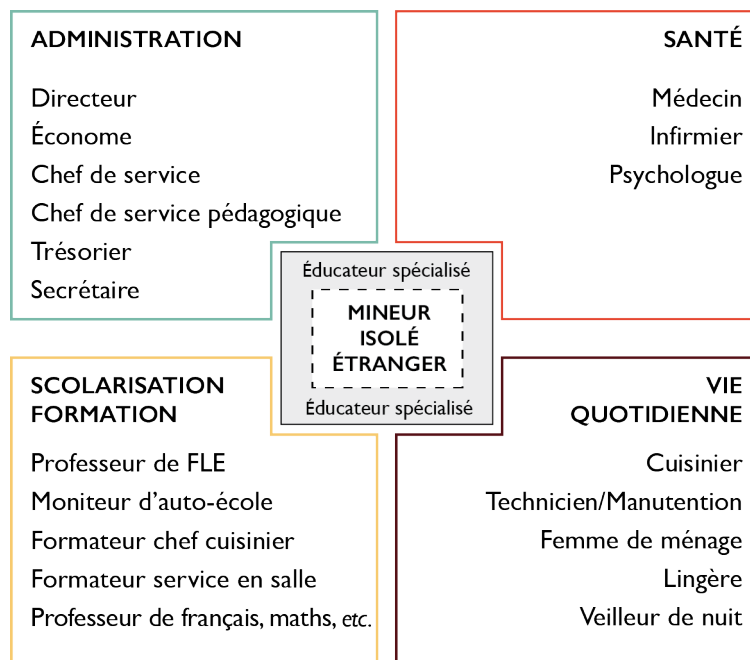 ADMINISTRATION
Directeur
Économe
Chef de service
Chef de service pédagogique
Trésorier
Secrétaire
SANTÉ
Médecin
Infirmier
Psychologue
Éducateur spécialisé
MINEUR
ISOLÉ
ÉTRANGER
Éducateur spécialisé
SCOLARISATION
FORMATION
Professeur de FLE
Moniteur d’auto-école
Formateur chef cuisinier
Formateur service en salle
Professeur de français, maths, etc.
VIE
QUOTIDIENNE
Cuisinier
Technicien/Manutention
Femme de ménage
Lingère
Veilleur de nuit